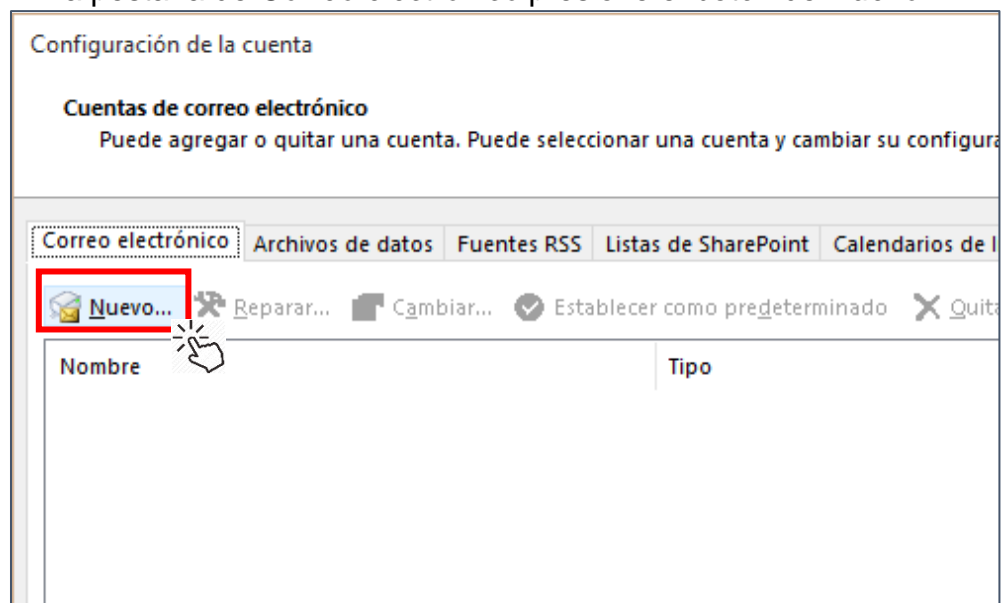 Configuración de la cuenta
Cuentas de correo electrónico
Puede agregar o quitar una cuenta. Puede seleccionar una cuenta y cambiar su
Correo electrónico Archivos de datos Fuentes RSS Listas de SharePoint Calendarios de
Nuevo... Reparar... Cambiar... Establecer como predeterminado
Nombre Tipo